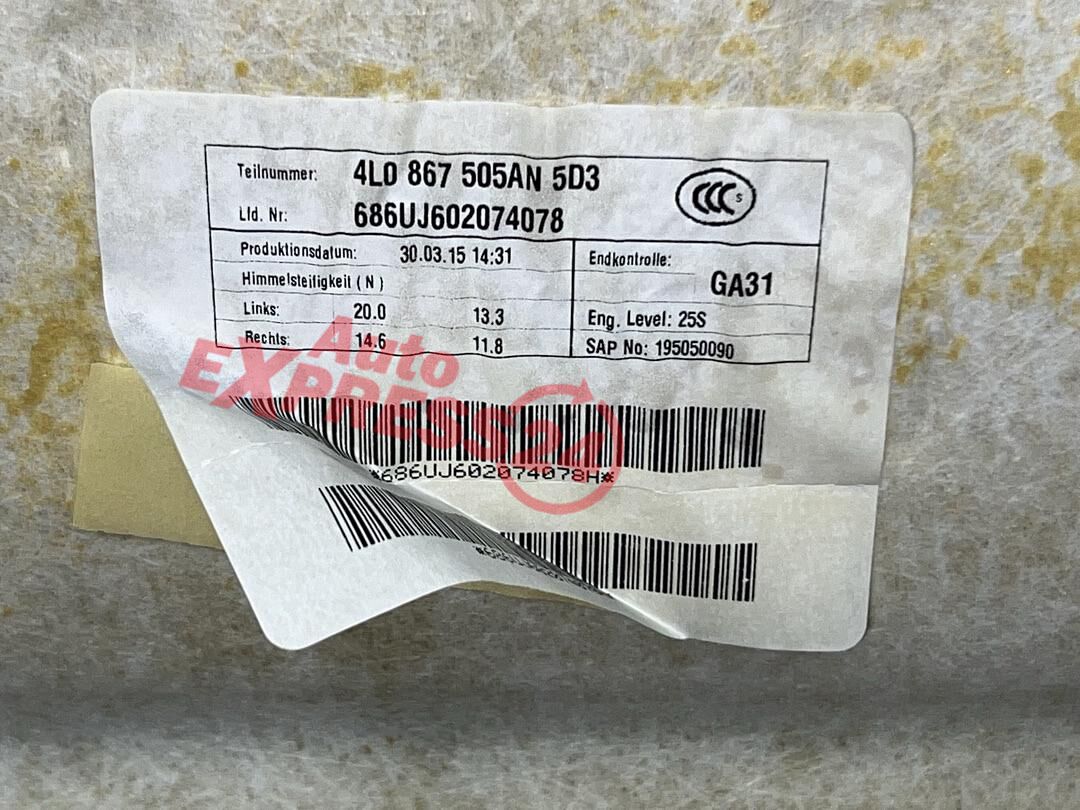 Teilnummer: 4L0 867 505AN 5D3
Lfd. Nr: 686UJ602074078
CCC S
Produktionsdatum: 30.03.15 14:31
Endkontrolle: GA31
Himmelsteifigkeit ( N )
Links: 20.0 13.3
Eng. Level: 25S
Rechts: 14.6 11.8
SAP No: 195050090
Auto
EXPRESS24
*686UJ602074078H*